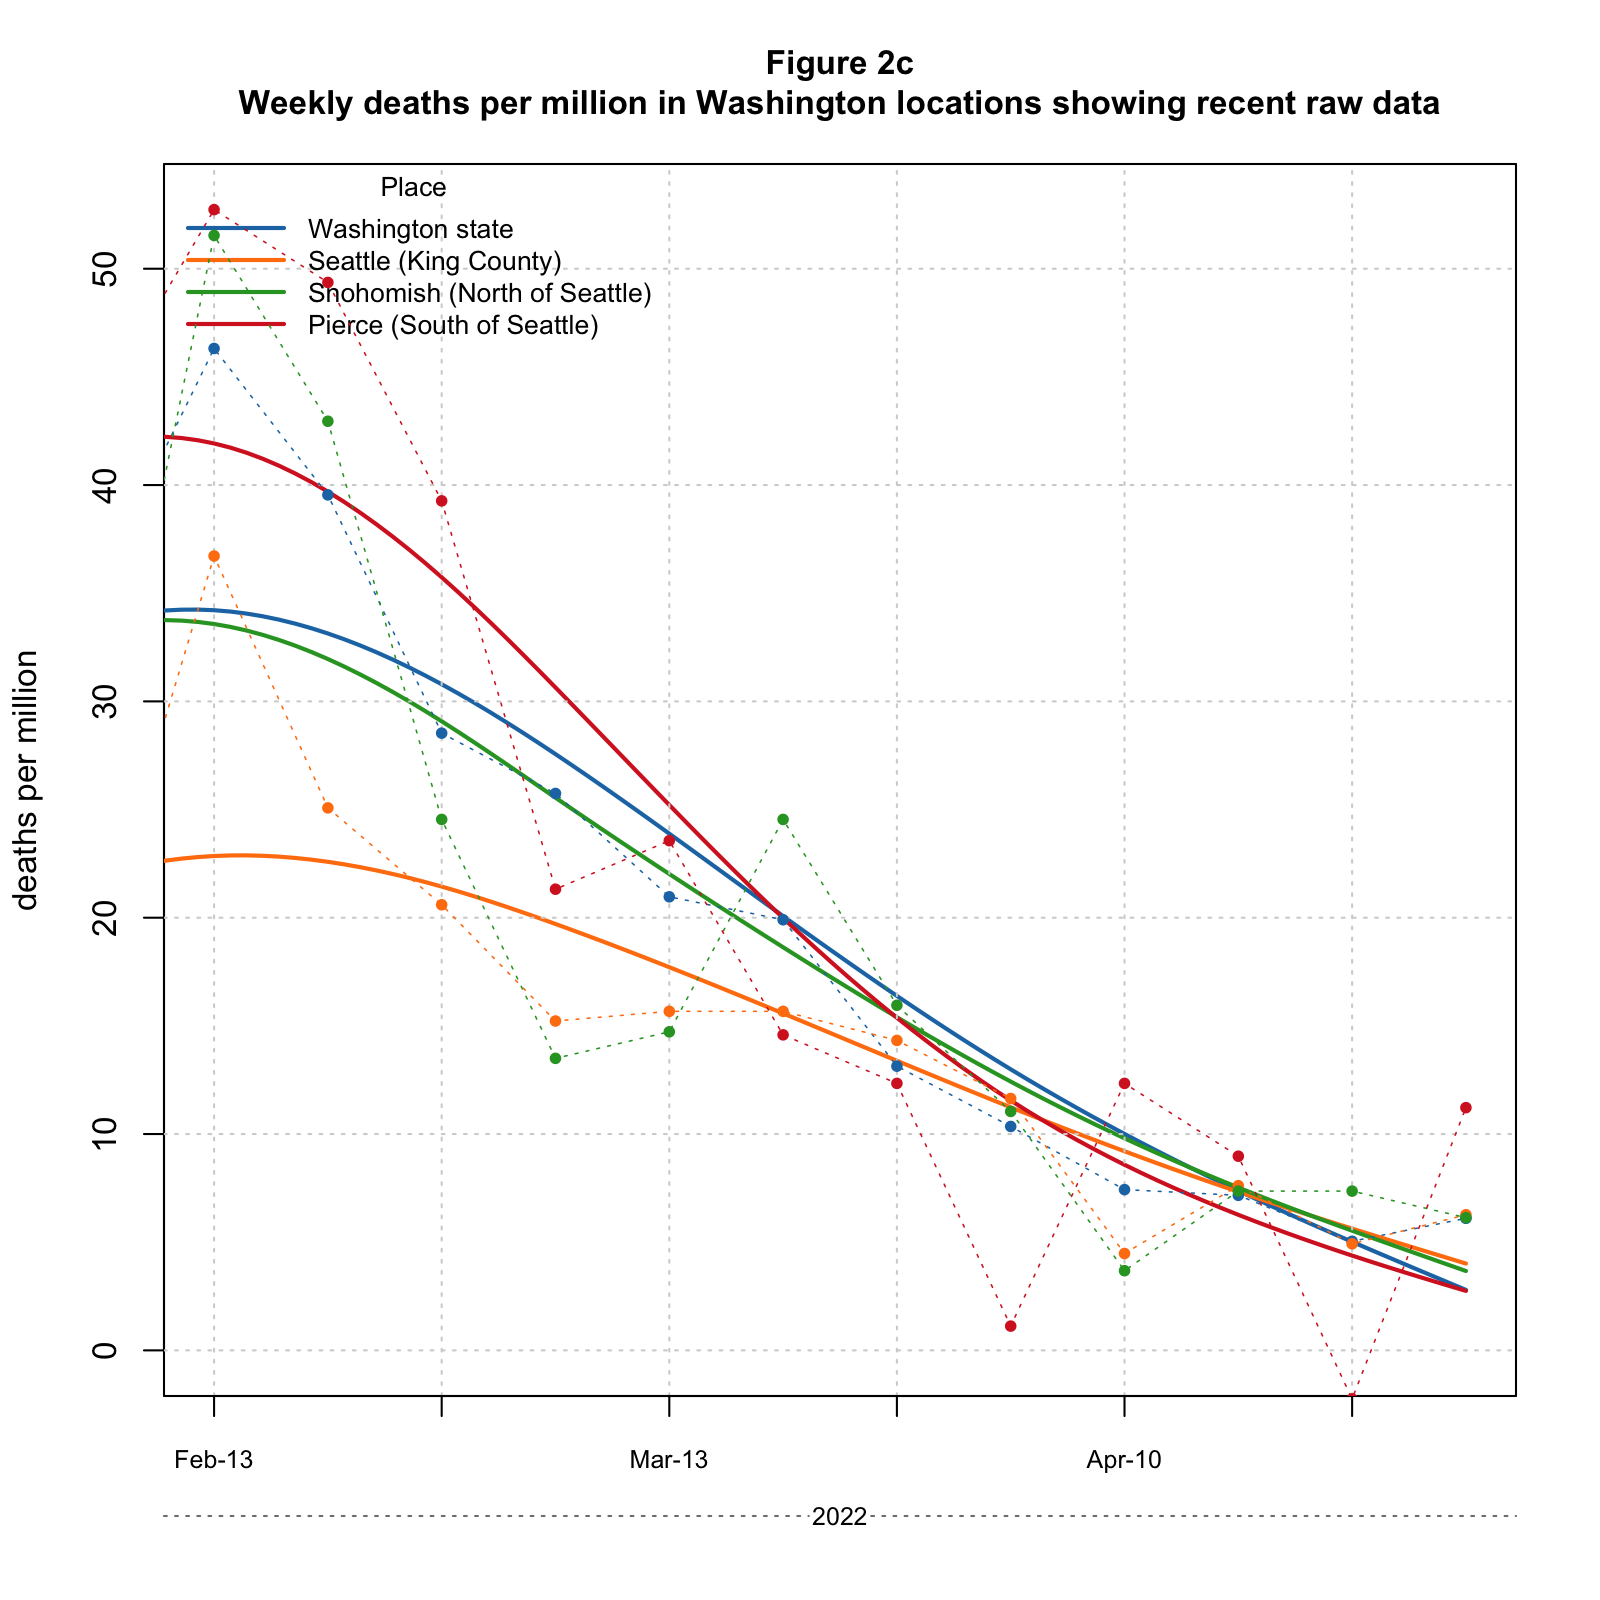 Figure 2c
Weekly deaths per million in Washington locations showing recent raw data
Place
Washington state
Seattle (King County)
Snohomish (North of Seattle)
Pierce (South of Seattle)
deaths per million
50
40
30
20
10
0
Feb-13
Mar-13
Apr-10
2022